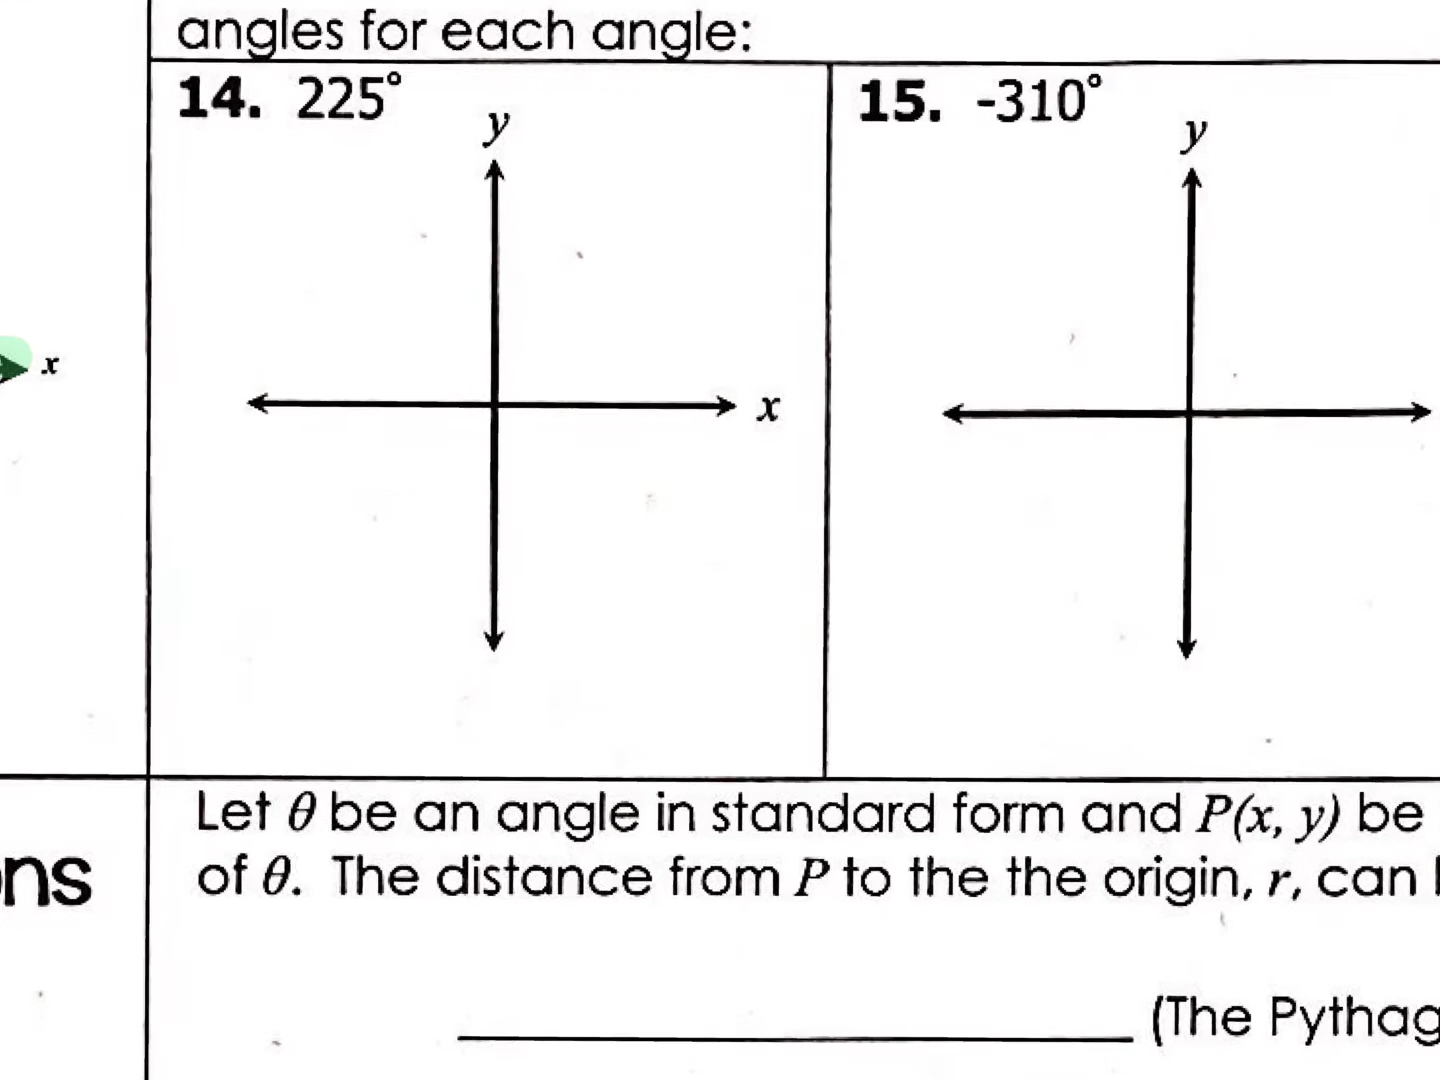 angles for each angle:
14. 225°
15. -310°
y
y
x
x
Let θ be an angle in standard form and P(x, y) be
of θ. The distance from P to the the origin, r, can
ns
(The Pythag